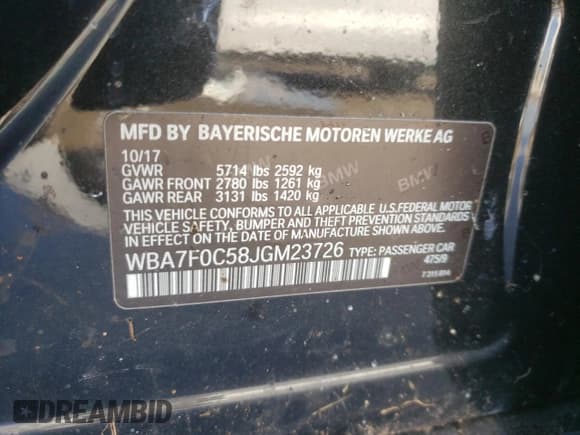 MFD BY BAYERISCHE MOTOREN WERKE AG
10/17
GVWR 5714 lbs 2592 kg
GAWR FRONT 2780 lbs 1261 kg
GAWR REAR 3131 lbs 1420 kg
THIS VEHICLE CONFORMS TO ALL APPLICABLE U.S. FEDERAL MOTOR
VEHICLE SAFETY, BUMPER AND THEFT PREVENTION STANDARDS
IN EFFECT ON THE DATE OF MANUFACTURE SHOWN ABOVE.
WBA7F0C58JGM23726 TYPE: PASSENGER CAR
475/9
BMW
BMW
DREAMBID